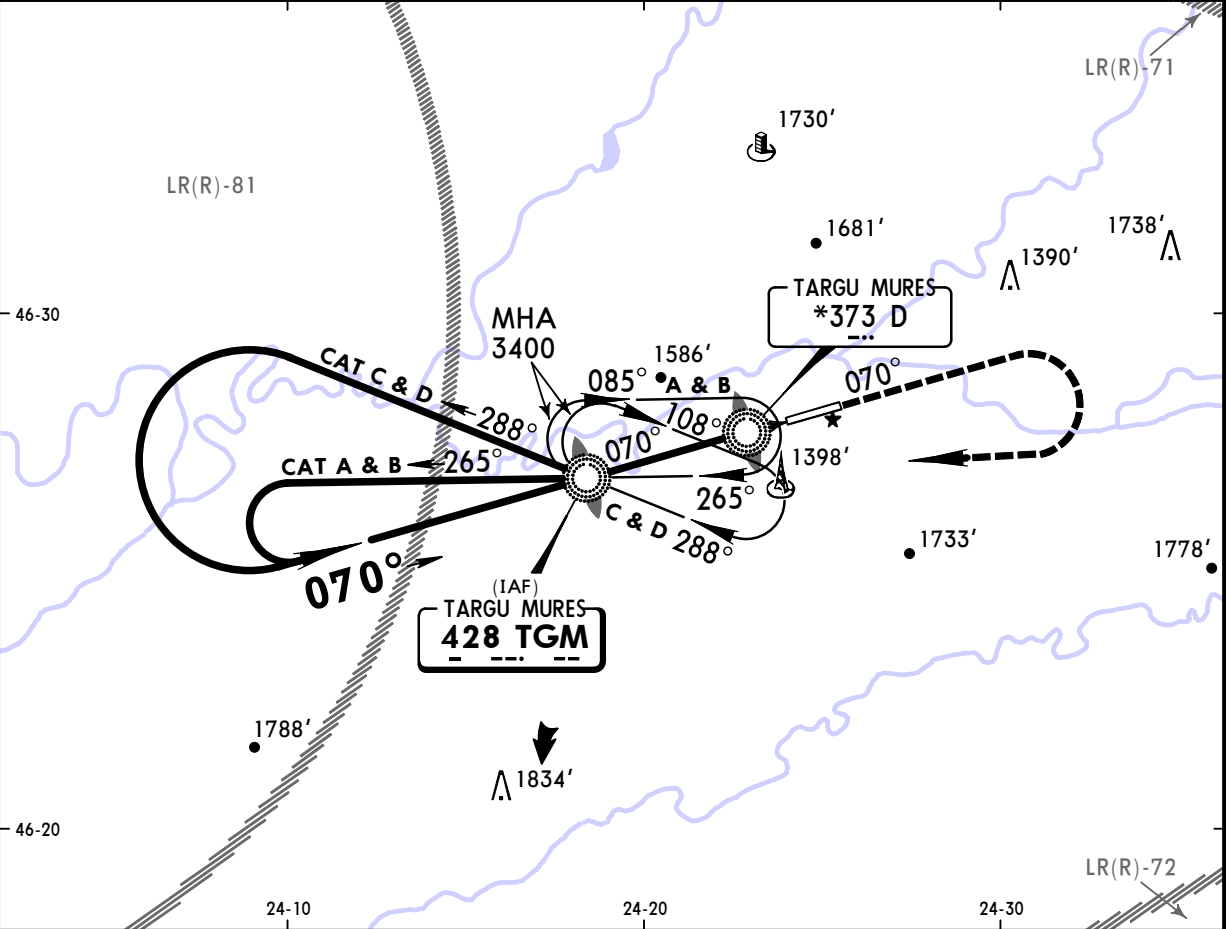 LR(R)-71
1730′
LR(R)-81
1681′
1738′
1390′
TARGU MURES
*373 D
46-30
MHA
3400
1586′
CAT C & D
288°
085°
A & B
070°
108°
070°
CAT A & B
265°
1398′
265°
C & D 288°
070°
1733′
1778′
(IAF)
TARGU MURES
428 TGM
1788′
1834′
46-20
LR(R)-72
24-10
24-20
24-30